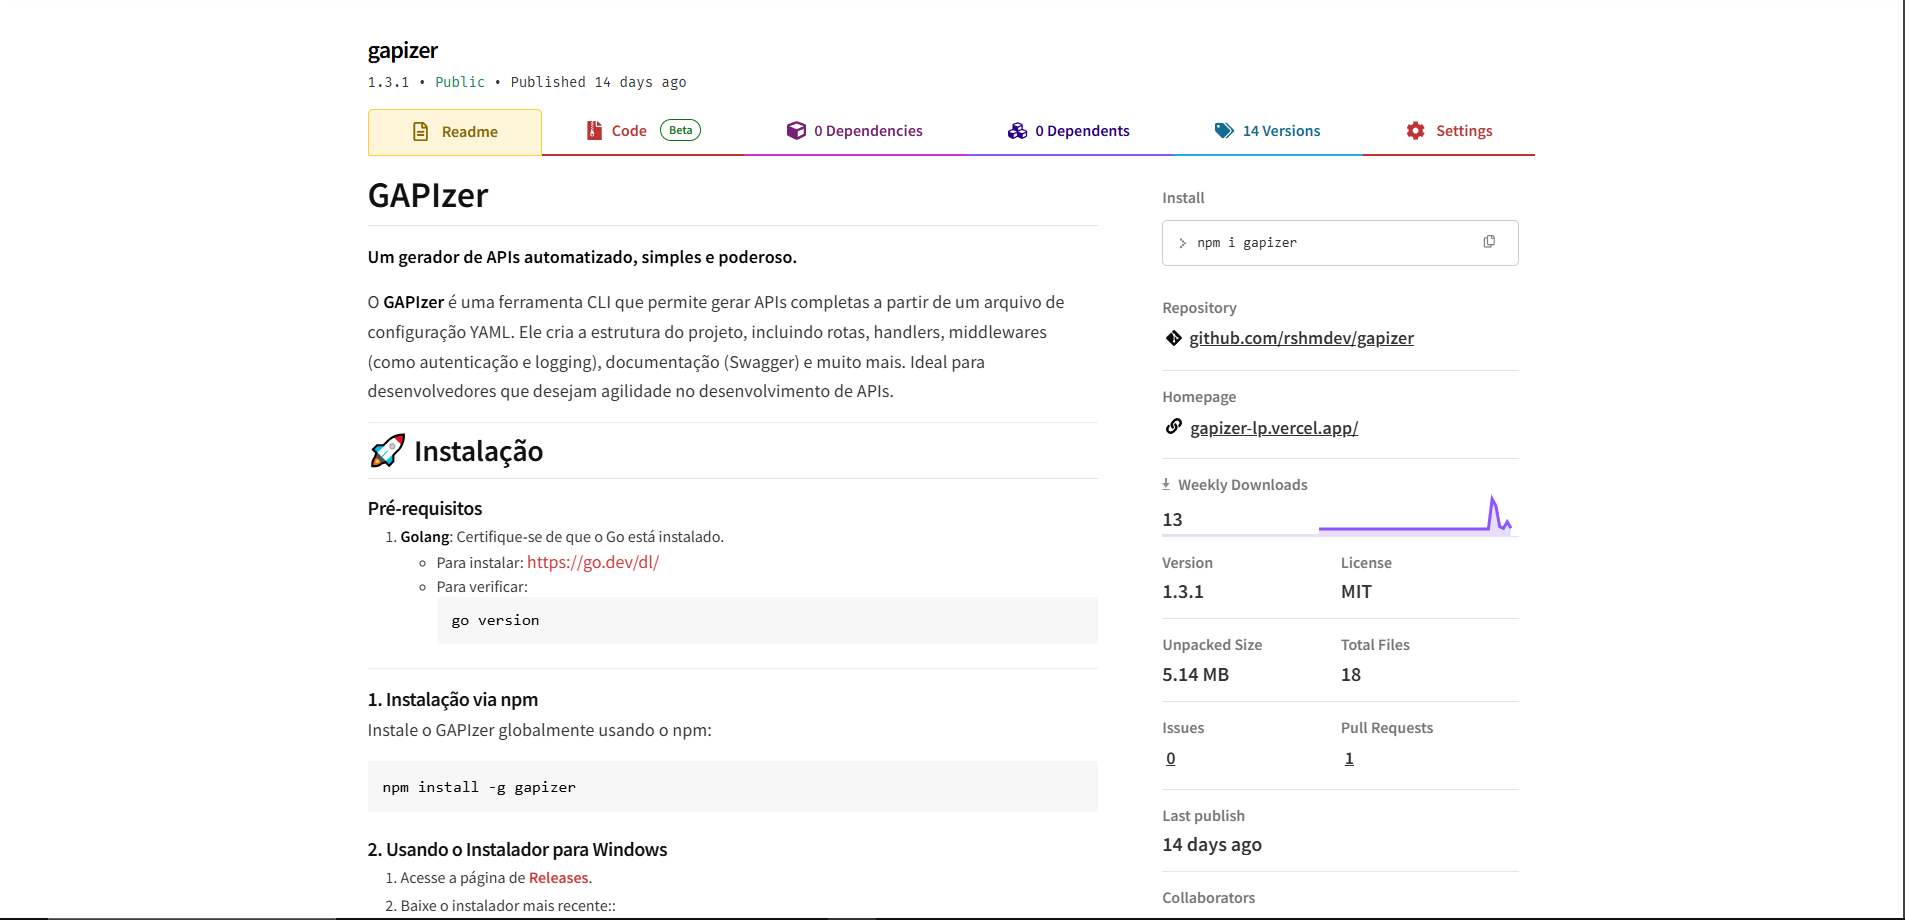 gapizer
1.3.1 • Public • Published 14 days ago
Readme
Code Beta
0 Dependencies
0 Dependents
14 Versions
Settings
GAPIzer
Um gerador de APIs automatizado, simples e poderoso.
O GAPIzer é uma ferramenta CLI que permite gerar APIs completas a partir de um arquivo de
configuração YAML. Ele cria a estrutura do projeto, incluindo rotas, handlers, middlewares
(como autenticação e logging), documentação (Swagger) e muito mais. Ideal para
desenvolvedores que desejam agilidade no desenvolvimento de APIs.
🚀 Instalação
Pré-requisitos
1. Golang: Certifique-se de que o Go está instalado.
Para instalar: https://go.dev/dl/
Para verificar:
go version
1. Instalação via npm
Instale o GAPIzer globalmente usando o npm:
npm install -g gapizer
2. Usando o Instalador para Windows
1. Acesse a página de Releases.
2. Baixe o instalador mais recente::
Install
> npm i gapizer
Repository
github.com/rshmdev/gapizer
Homepage
gapizer-lp.vercel.app/
Weekly Downloads
13
Version
1.3.1
License
MIT
Unpacked Size
5.14 MB
Total Files
18
Issues
0
Pull Requests
1
Last publish
14 days ago
Collaborators